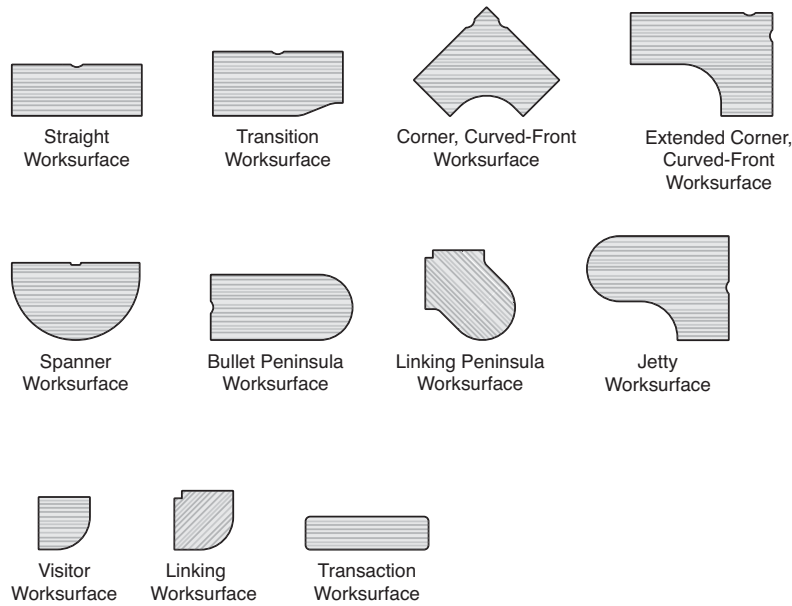 Straight
Worksurface
Transition
Worksurface
Corner, Curved-Front
Worksurface
Extended Corner,
Curved-Front
Worksurface
Spanner
Worksurface
Bullet Peninsula
Worksurface
Linking Peninsula
Worksurface
Jetty
Worksurface
Visitor
Worksurface
Linking
Worksurface
Transaction
Worksurface